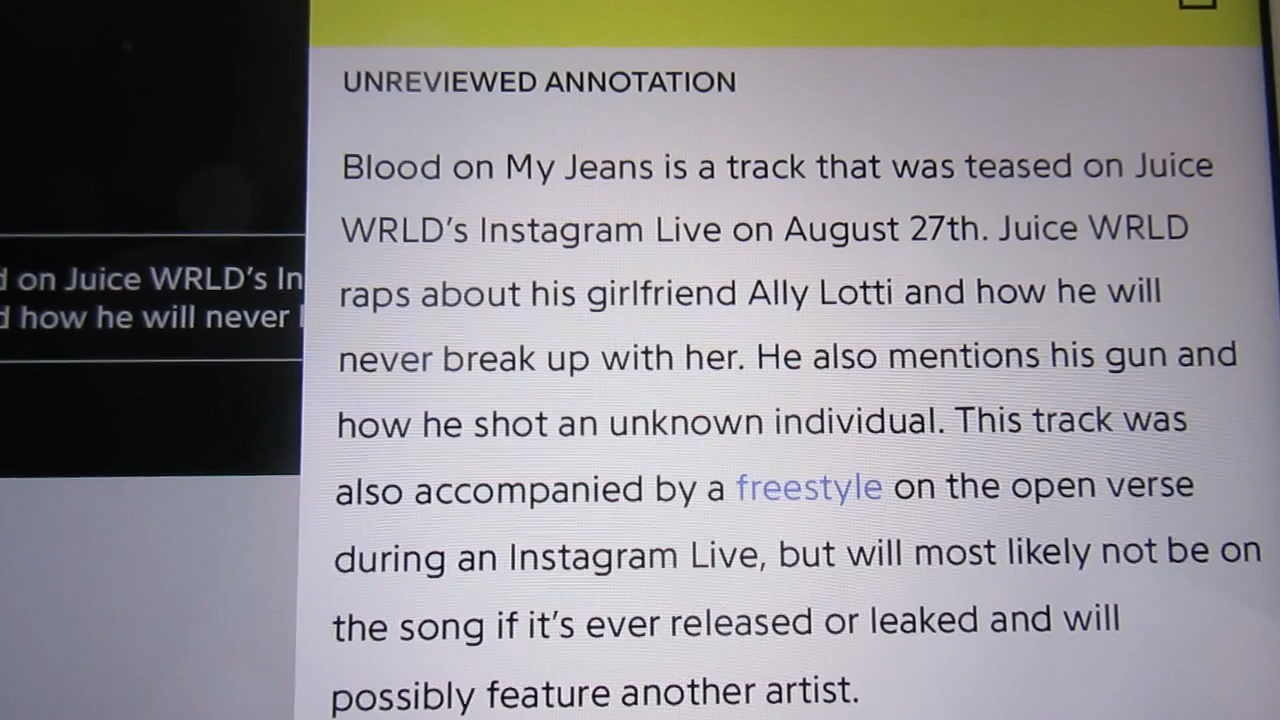 UNREVIEWED ANNOTATION
Blood on My Jeans is a track that was teased on Juice
WRLD’s Instagram Live on August 27th. Juice WRLD
raps about his girlfriend Ally Lotti and how he will
never break up with her. He also mentions his gun and
how he shot an unknown individual. This track was
also accompanied by a freestyle on the open verse
during an Instagram Live, but will most likely not be on
the song if it’s ever released or leaked and will
possibly feature another artist.
on Juice WRLD’s In
how he will never